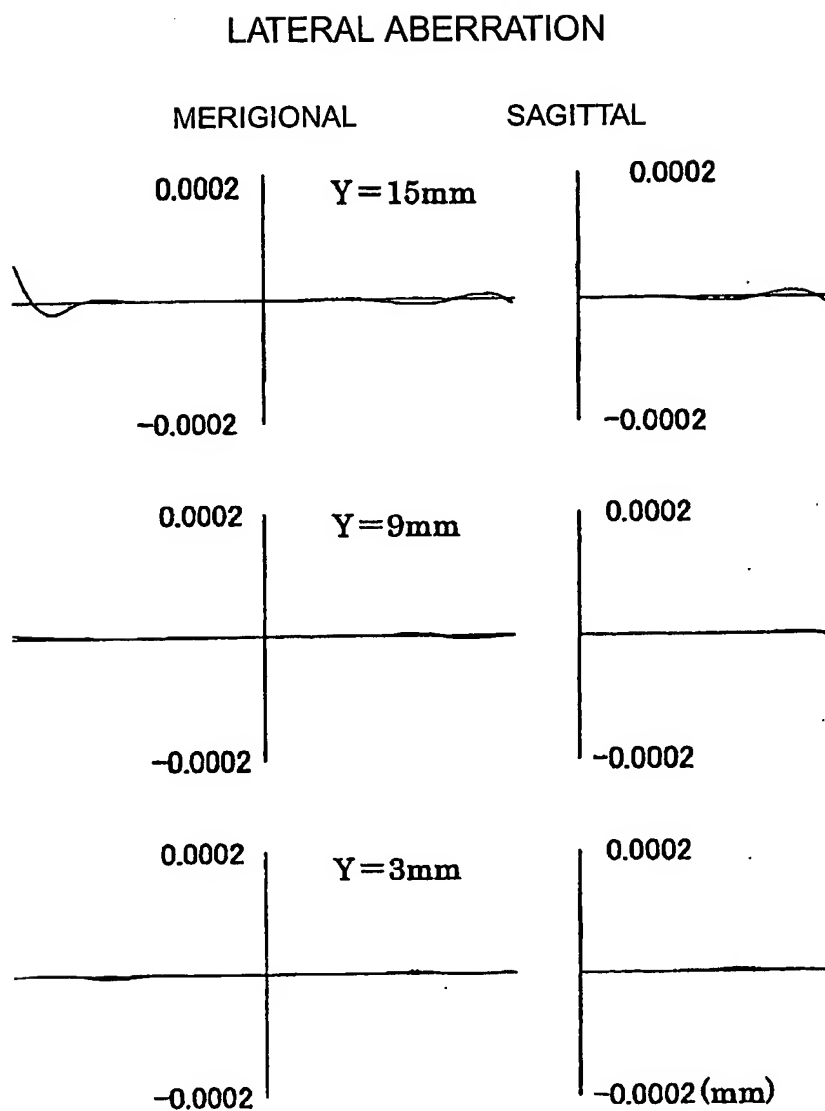 LATERAL ABERRATION
MERIGIONAL SAGITTAL
0.0002 Y=15mm 0.0002
-0.0002 -0.0002
0.0002 Y=9mm 0.0002
-0.0002 -0.0002
0.0002 Y=3mm 0.0002
-0.0002 -0.0002(mm)